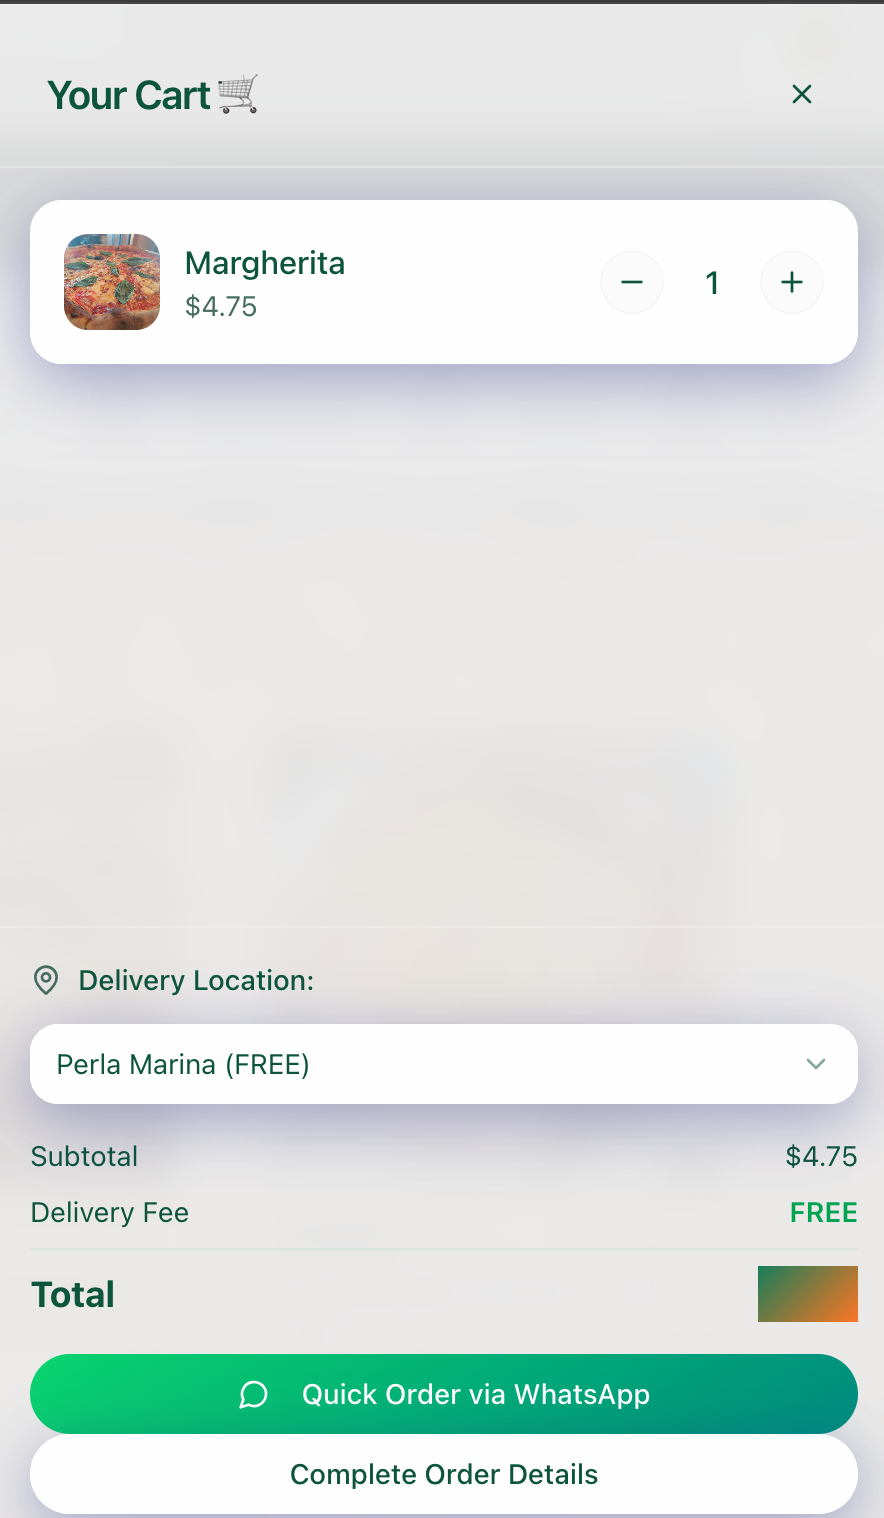 Your Cart 🛒
Margherita
$4.75
1
Delivery Location:
Perla Marina (FREE)
Subtotal
$4.75
Delivery Fee
FREE
Total
Quick Order via WhatsApp
Complete Order Details